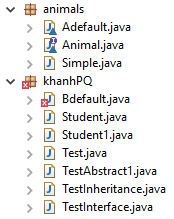 animals
Adefault.java
Animal.java
Simple.java
khanhPQ
Bdefault.java
Student.java
Student1.java
Test.java
TestAbstract1.java
TestInheritance.java
TestInterface.java